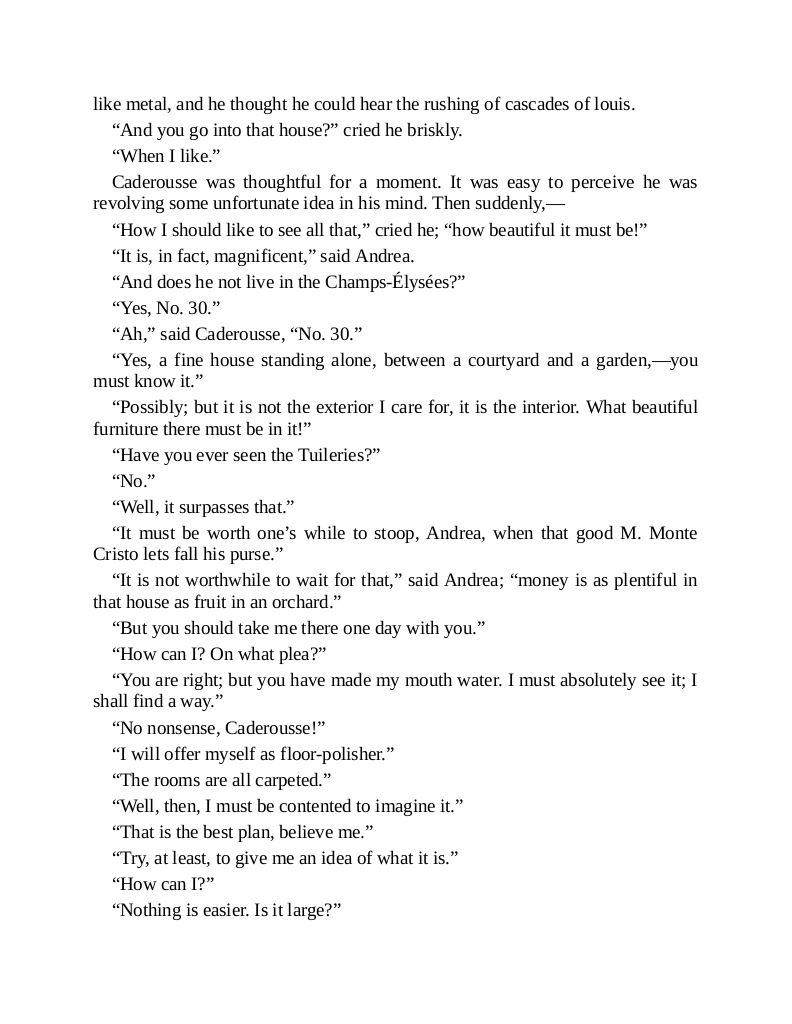 like metal, and he thought he could hear the rushing of cascades of louis.
“And you go into that house?” cried he briskly.
“When I like.”
Caderousse was thoughtful for a moment. It was easy to perceive he was
revolving some unfortunate idea in his mind. Then suddenly,—
“How I should like to see all that,” cried he; “how beautiful it must be!”
“It is, in fact, magnificent,” said Andrea.
“And does he not live in the Champs-Élysées?”
“Yes, No. 30.”
“Ah,” said Caderousse, “No. 30.”
“Yes, a fine house standing alone, between a courtyard and a garden,—you
must know it.”
“Possibly; but it is not the exterior I care for, it is the interior. What beautiful
furniture there must be in it!”
“Have you ever seen the Tuileries?”
“No.”
“Well, it surpasses that.”
“It must be worth one’s while to stoop, Andrea, when that good M. Monte
Cristo lets fall his purse.”
“It is not worthwhile to wait for that,” said Andrea; “money is as plentiful in
that house as fruit in an orchard.”
“But you should take me there one day with you.”
“How can I? On what plea?”
“You are right; but you have made my mouth water. I must absolutely see it; I
shall find a way.”
“No nonsense, Caderousse!”
“I will offer myself as floor-polisher.”
“The rooms are all carpeted.”
“Well, then, I must be contented to imagine it.”
“That is the best plan, believe me.”
“Try, at least, to give me an idea of what it is.”
“How can I?”
“Nothing is easier. Is it large?”